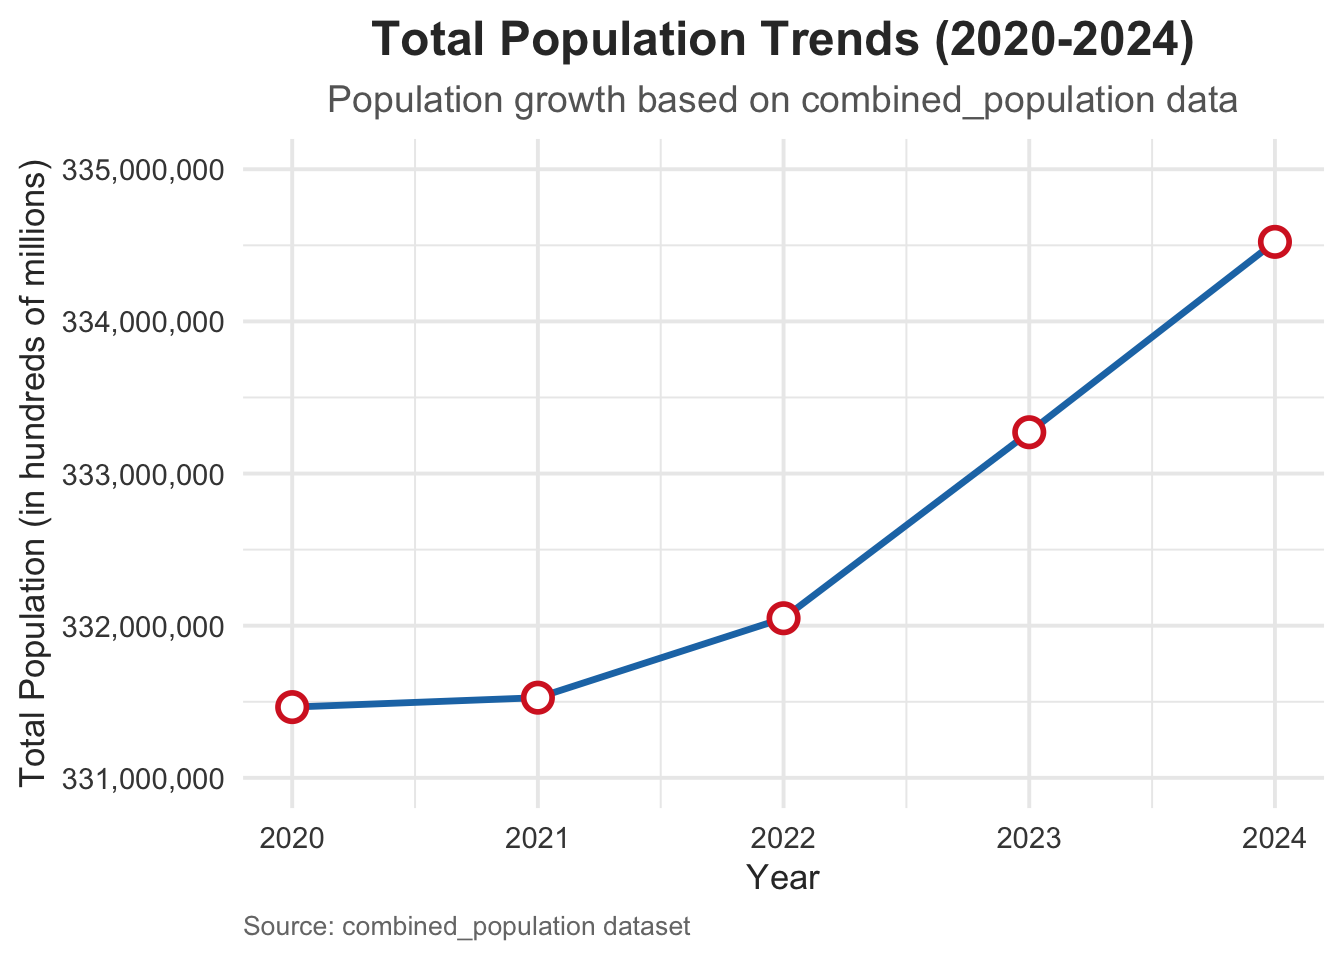 Total Population Trends (2020-2024)
Population growth based on combined_population data
Total Population (in hundreds of millions)
335,000,000
334,000,000
333,000,000
332,000,000
331,000,000
2020 2021 2022 2023 2024
Year
Source: combined_population dataset